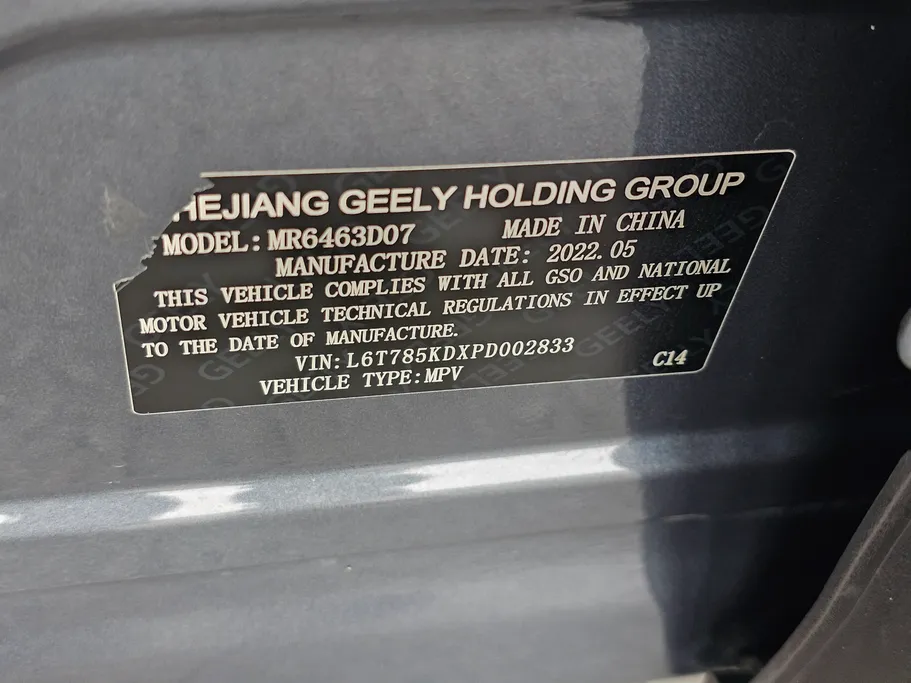 HEJIANG GEELY HOLDING GROUP
MODEL: MR6463D07 MADE IN CHINA
MANUFACTURE DATE: 2022.05
THIS VEHICLE COMPLIES WITH ALL GSO AND NATIONAL
MOTOR VEHICLE TECHNICAL REGULATIONS IN EFFECT UP
TO THE DATE OF MANUFACTURE.
VIN: L6T785KDXPD002833
VEHICLE TYPE: MPV C14